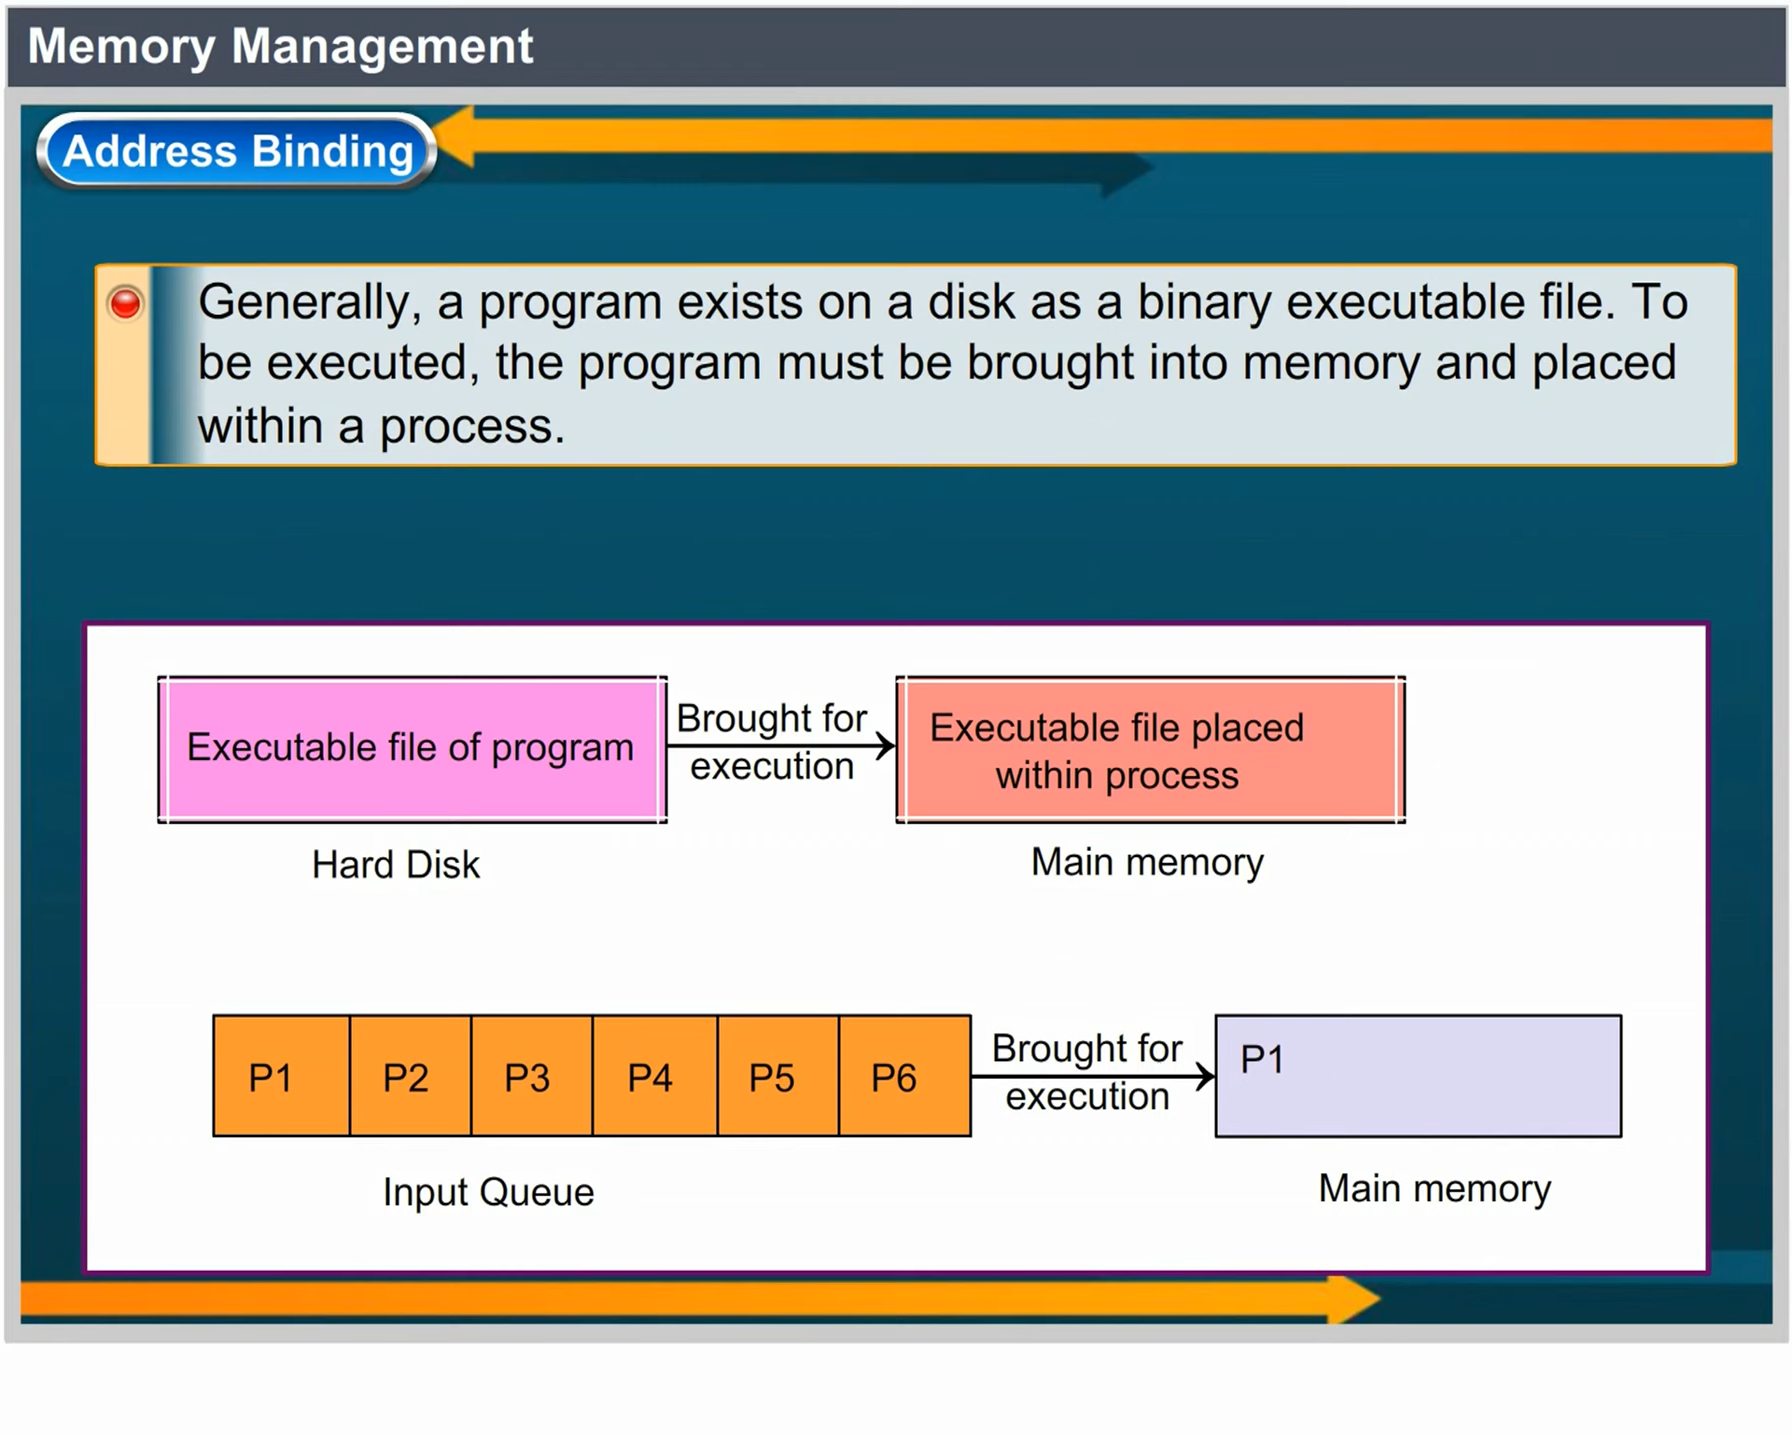 Memory Management
Address Binding
Generally, a program exists on a disk as a binary executable file. To
be executed, the program must be brought into memory and placed
within a process.
Executable file of program
Brought for
execution
Executable file placed
within process
Hard Disk
Main memory
P1 P2 P3 P4 P5 P6
Brought for
execution
P1
Input Queue
Main memory